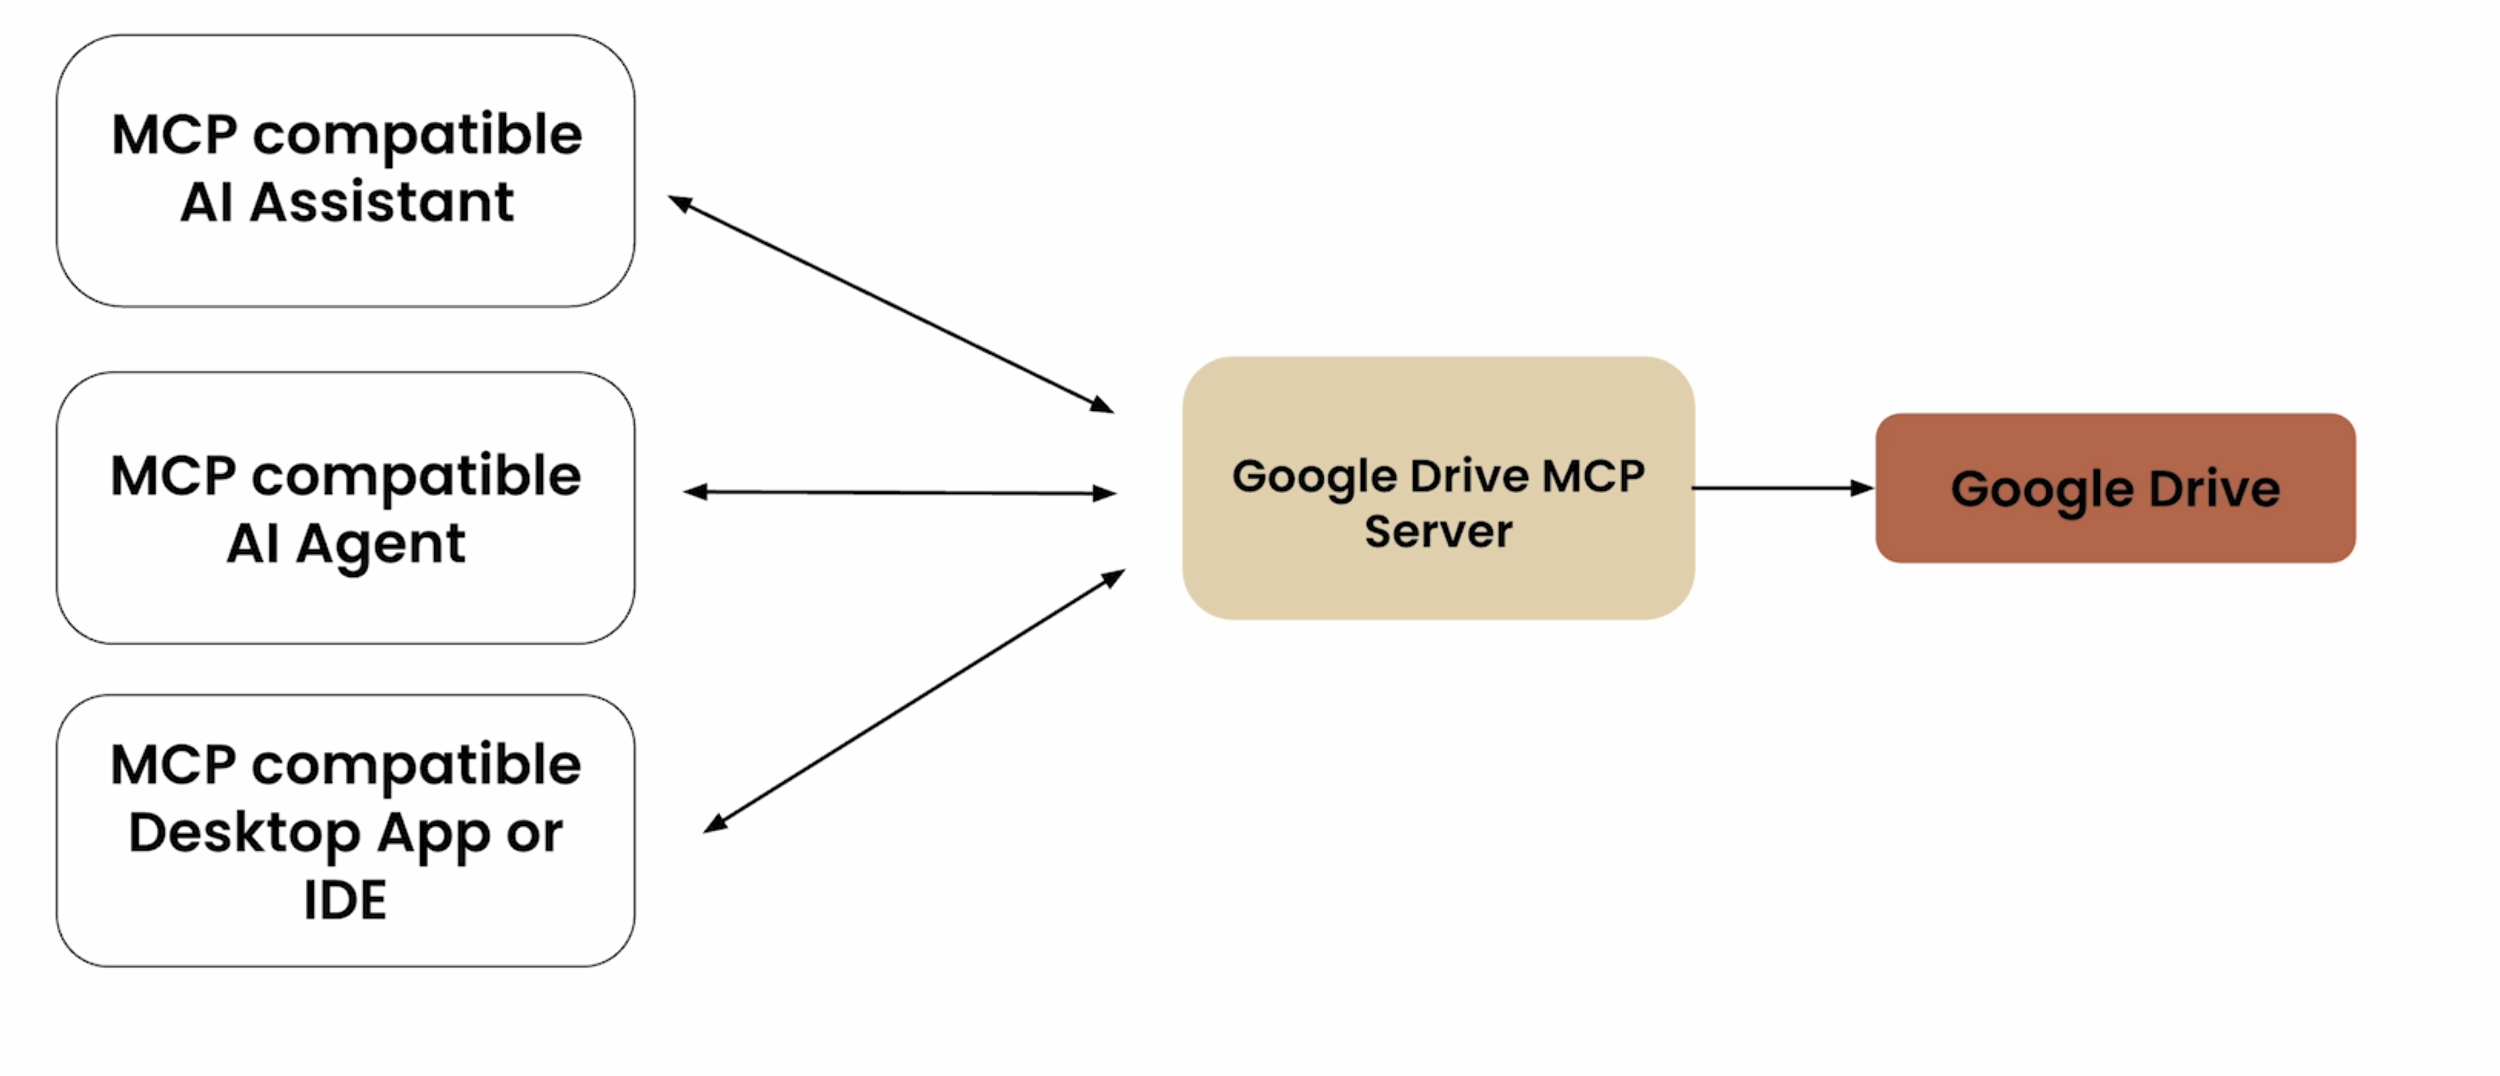 MCP compatible
AI Assistant
MCP compatible
AI Agent
MCP compatible
Desktop App or
IDE
Google Drive MCP
Server
Google Drive